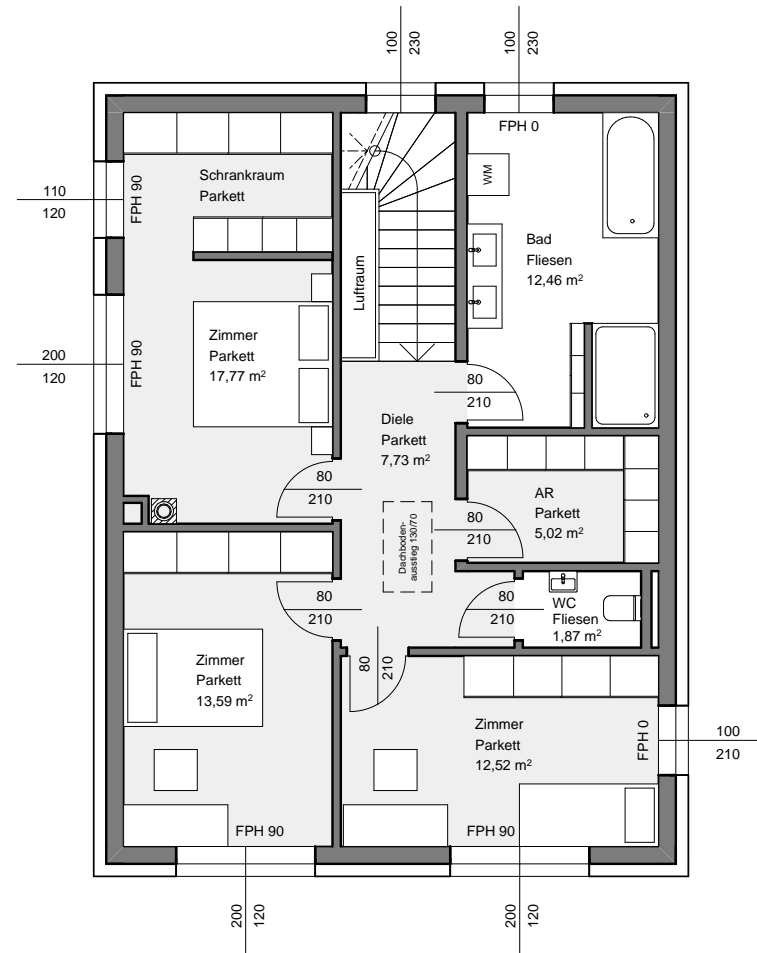 100
230
100
230
FPH 0
WM
Schrankraum
Parkett
110
120
FPH 90
Bad
Fliesen
12,46 m²
Luftraum
Zimmer
Parkett
17,77 m²
200
120
FPH 90
80
210
Diele
Parkett
7,73 m²
80
210
AR
Parkett
5,02 m²
80
210
Dachboden-
ausstieg 130/70
80
210
80
210
WC
Fliesen
1,87 m²
80
210
Zimmer
Parkett
13,59 m²
Zimmer
Parkett
12,52 m²
FPH 0
100
210
FPH 90
FPH 90
200
120
200
120